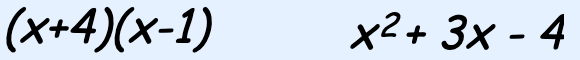 (x+4)(x-1) x² + 3x - 4